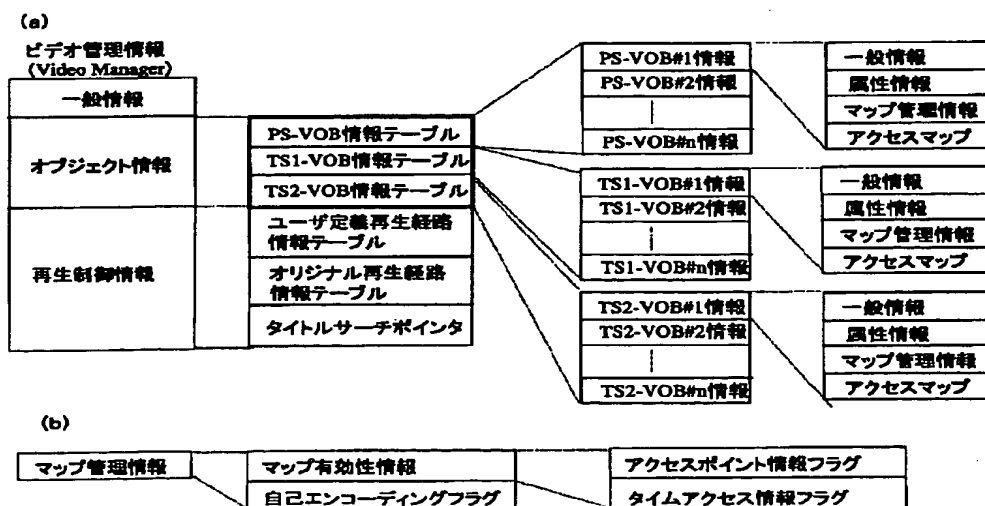 (a)
ビデオ管理情報
(Video Manager)
一般情報
オブジェクト情報
再生制御情報
PS-VOB情報テーブル
TS1-VOB情報テーブル
TS2-VOB情報テーブル
ユーザ定義再生経路
情報テーブル
オリジナル再生経路
情報テーブル
タイトルサーチポインタ
PS-VOB#1情報
PS-VOB#2情報
PS-VOB#n情報
一般情報
属性情報
マップ管理情報
アクセスマップ
TS1-VOB#1情報
TS1-VOB#2情報
TS1-VOB#n情報
一般情報
属性情報
マップ管理情報
アクセスマップ
TS2-VOB#1情報
TS2-VOB#2情報
TS2-VOB#n情報
一般情報
属性情報
マップ管理情報
アクセスマップ
(b)
マップ管理情報
マップ有効性情報
自己エンコーディングフラグ
アクセスポイント情報フラグ
タイムアクセス情報フラグ